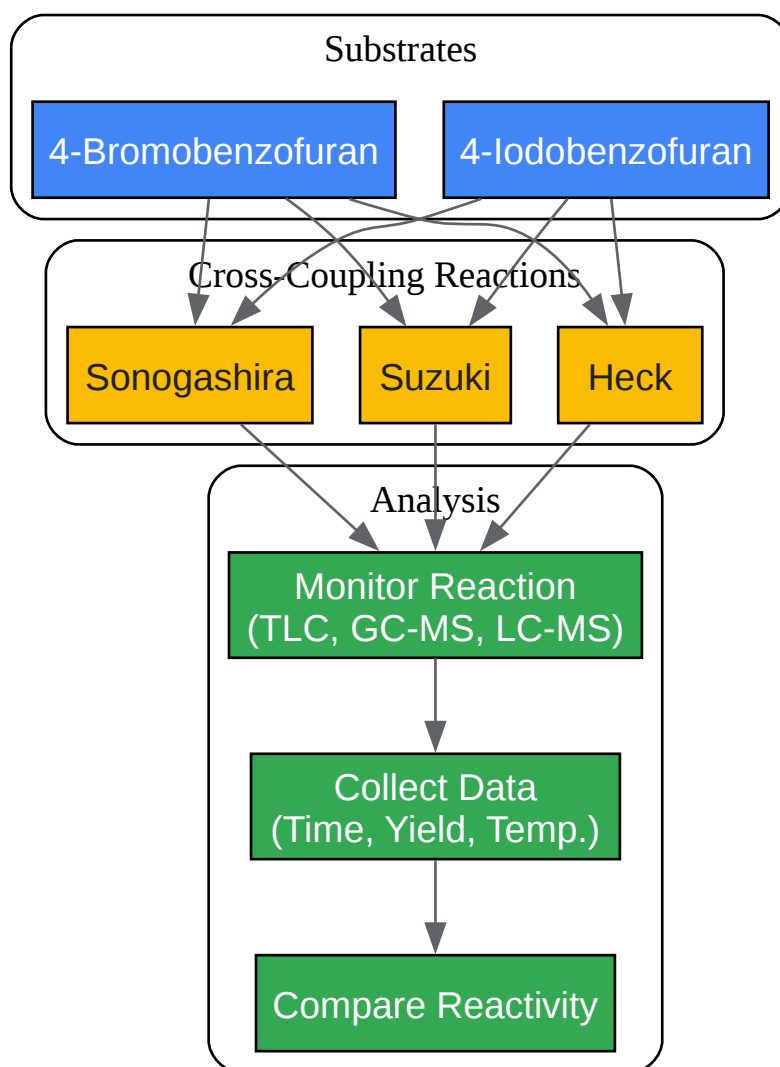 Substrates
4-Bromobenzofuran
4-Iodobenzofuran
Cross-Coupling Reactions
Sonogashira
Suzuki
Heck
Analysis
Monitor Reaction
(TLC, GC-MS, LC-MS)
Collect Data
(Time, Yield, Temp.)
Compare Reactivity